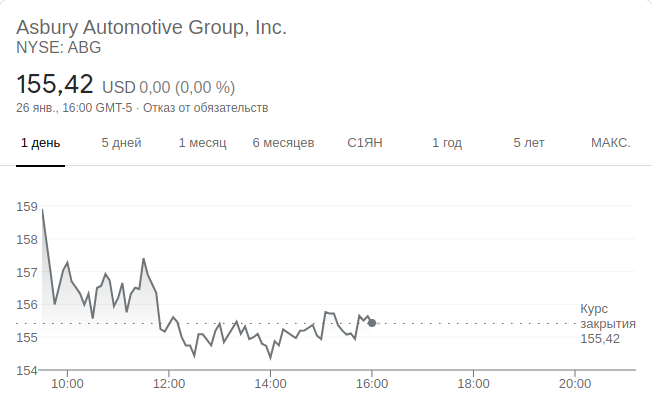 Asbury Automotive Group, Inc.
NYSE: ABG
155,42 USD 0,00 (0,00 %)
26 янв., 16:00 GMT-5 · Отказ от обязательств
1 день 5 дней 1 месяц 6 месяцев С1ЯН 1 год 5 лет МАКС.
159
158
157
156
155
154
Курс
закрытия
155,42
10:00 12:00 14:00 16:00 18:00 20:00